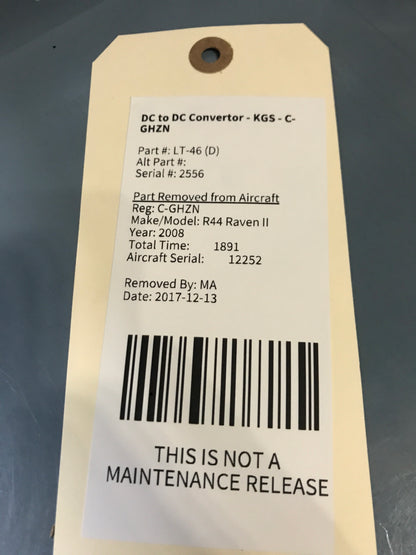 DC to DC Convertor - KGS - C-
GHZN
Part #: LT-46 (D)
Alt Part #:
Serial #: 2556
Part Removed from Aircraft
Reg: C-GHZN
Make/Model: R44 Raven II
Year: 2008
Total Time: 1891
Aircraft Serial: 12252
Removed By: MA
Date: 2017-12-13
THIS IS NOT A
MAINTENANCE RELEASE